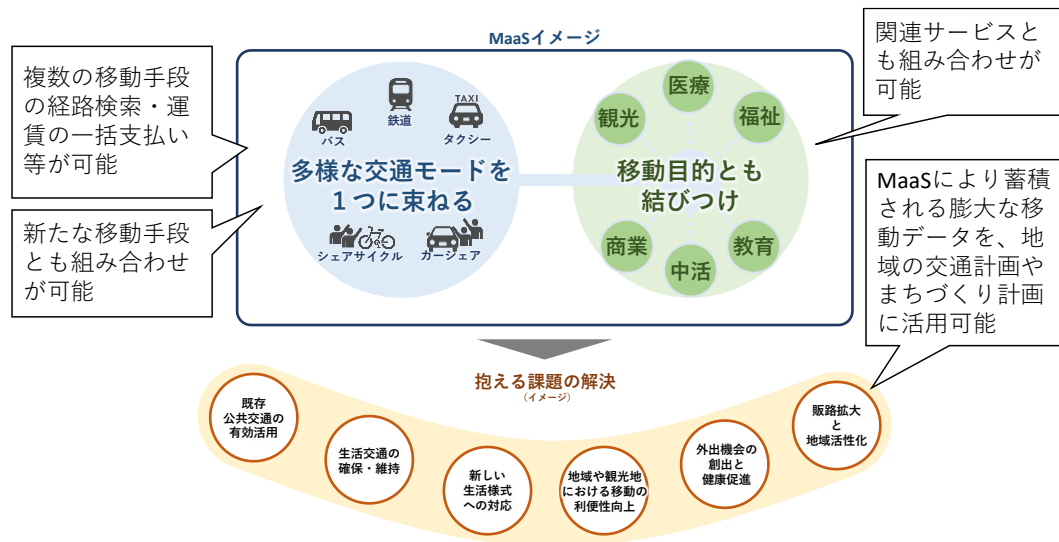 MaaSイメージ
複数の移動手段
の経路検索・運
賃の一括支払い
等が可能
新たな移動手段
とも組み合わせ
が可能
鉄道
バス
TAXI
タクシー
多様な交通モードを
１つに束ねる
シェアサイクル
カーシェア
医療
観光
福祉
移動目的とも
結びつけ
商業
中活
教育
関連サービスと
も組み合わせが
可能
MaaSにより蓄積
される膨大な移
動データを、地
域の交通計画や
まちづくり計画
に活用可能
抱える課題の解決
（イメージ）
既存
公共交通の
有効活用
生活交通の
確保・維持
新しい
生活様式
への対応
地域や観光地
における移動の
利便性向上
外出機会の
創出と
健康促進
販路拡大
と
地域活性化